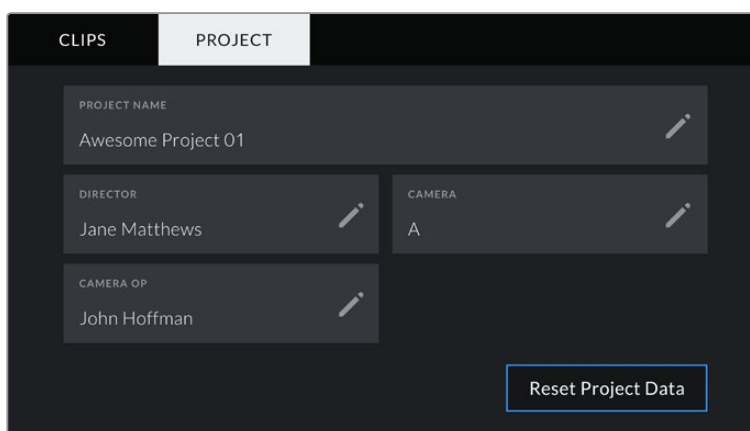 CLIPS PROJECT
PROJECT NAME
Awesome Project 01
DIRECTOR
Jane Matthews
CAMERA
A
CAMERA OP
John Hoffman
Reset Project Data